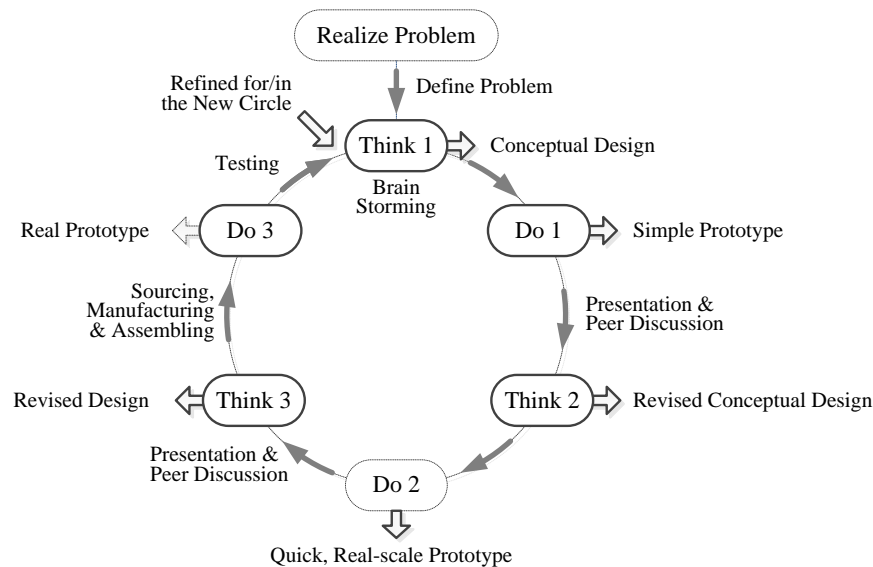 Realize Problem
Refined for/in
the New Circle
Define Problem
Think 1
Conceptual Design
Testing
Brain
Storming
Real Prototype
Do 3
Do 1
Simple Prototype
Sourcing,
Manufacturing
& Assembling
Presentation &
Peer Discussion
Revised Design
Think 3
Think 2
Revised Conceptual Design
Presentation &
Peer Discussion
Do 2
Quick, Real-scale Prototype